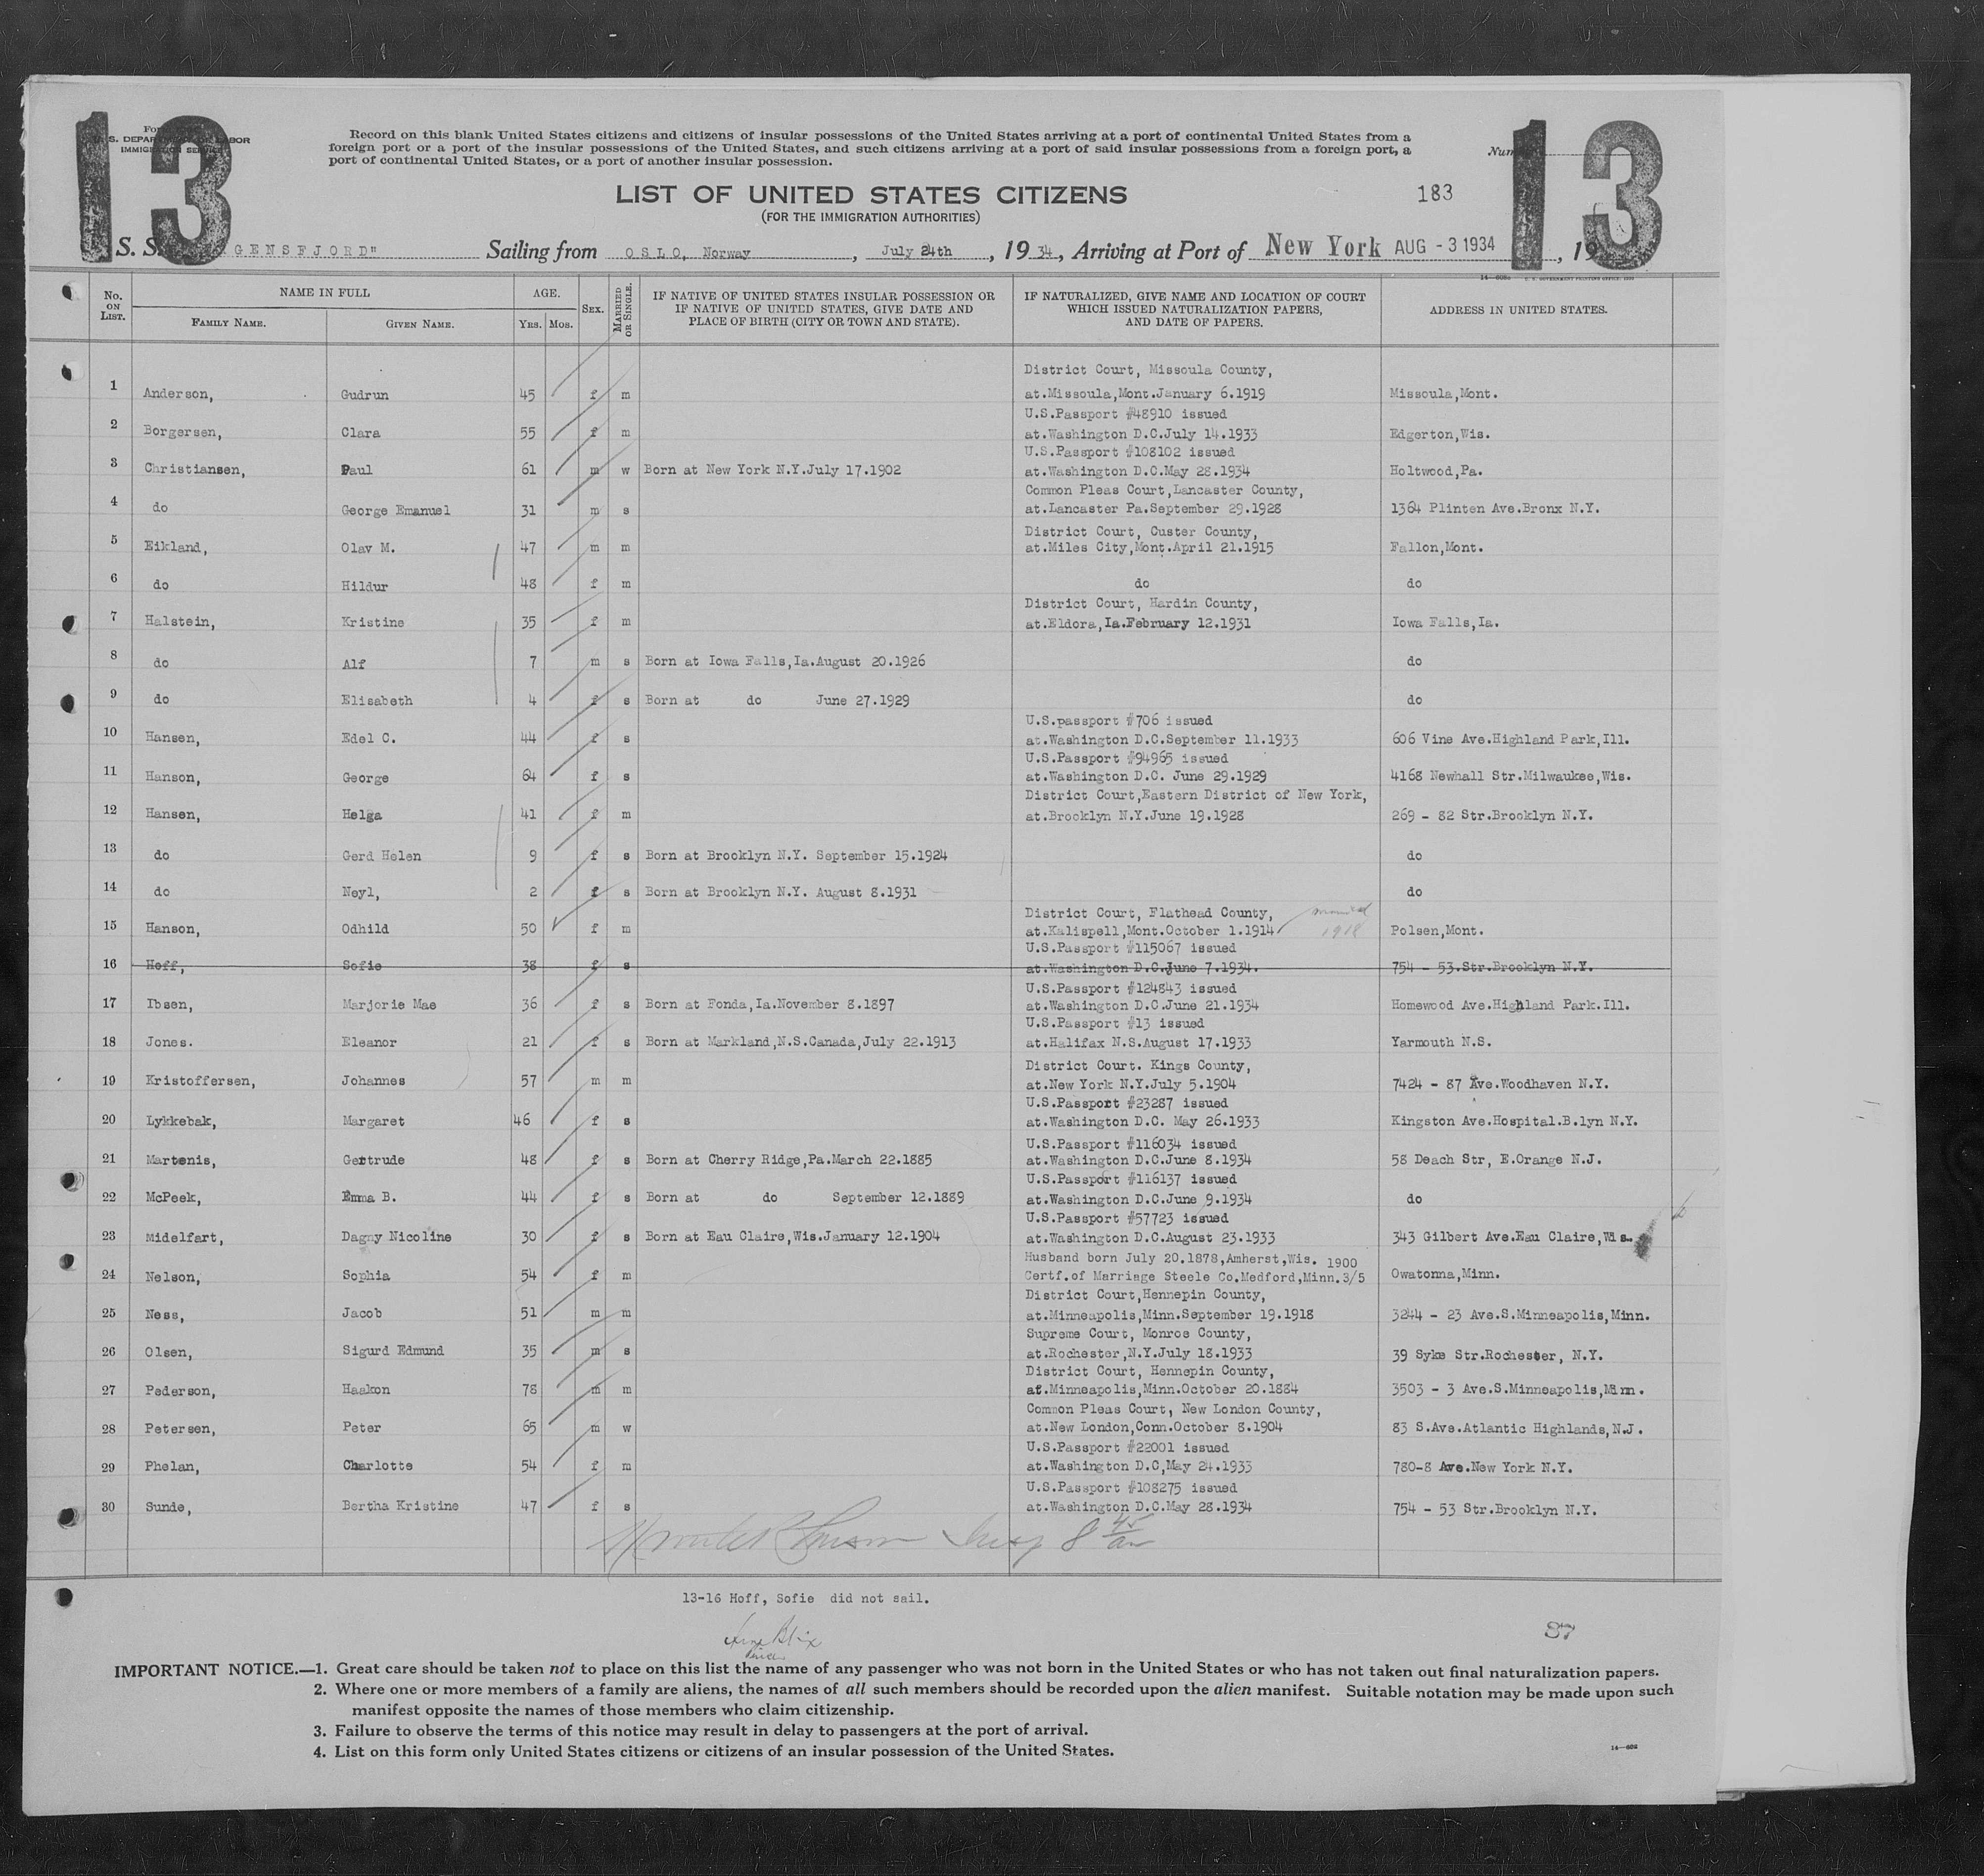 13
13
U.S. DEPARTMENT OF LABOR
IMMIGRATION SERVICE
Record on this blank United States citizens and citizens of insular possessions of the United States arriving at a port of continental United States from a
foreign port or a port of the insular possessions of the United States, and such citizens arriving at a port of said insular possessions from a foreign port, a
port of continental United States, or a port of another insular possession.
LIST OF UNITED STATES CITIZENS
183
(FOR THE IMMIGRATION AUTHORITIES)
S. S. GENSFJORD" Sailing from OSLO, Norway, July 24th, 1934, Arriving at Port of New York AUG - 3 1934, 19
No. ON LIST. NAME IN FULL AGE. SEX. MARRIED OR SINGLE. IF NATIVE OF UNITED STATES INSULAR POSSESSION OR IF NATIVE OF UNITED STATES, GIVE DATE AND PLACE OF BIRTH (CITY OR TOWN AND STATE). IF NATURALIZED, GIVE NAME AND LOCATION OF COURT WHICH ISSUED NATURALIZATION PAPERS, AND DATE OF PAPERS. ADDRESS IN UNITED STATES.
FAMILY NAME. GIVEN NAME. YRS. MOS.
District Court, Missoula County,
1 Anderson, Gudrun 45 f m at.Missoula,Mont.January 6.1919 Missoula,Mont.
U.S.Passport #48910 issued
2 Borgersen, Clara 55 f m at.Washington D.C.July 14.1933 Edgerton,Wis.
U.S.Passport #108102 issued
3 Christiansen, Paul 61 m w Born at New York N.Y.July 17.1902 at.Washington D.C.May 28.1934 Holtwood,Pa.
Common Pleas Court,Lancaster County,
4 do George Emanuel 31 m s at.Lancaster Pa.September 29.1928 1364 Plinten Ave.Bronx N.Y.
District Court, Custer County,
5 Eikland, Olav M. 47 m m at.Miles City,Mont.April 21.1915 Fallon,Mont.
6 do Hildur 48 f m do do
District Court, Hardin County,
7 Halstein, Kristine 35 f m at.Eldora,Ia.February 12.1931 Iowa Falls,Ia.
8 do Alf 7 m s Born at Iowa Falls,Ia.August 20.1926 do
9 do Elisabeth 4 f s Born at do June 27.1929 do
U.S.passport #706 issued
10 Hansen, Edel C. 44 f s at.Washington D.C.September 11.1933 606 Vine Ave.Highland Park,Ill.
U.S.Passport #94965 issued
11 Hanson, George 64 f s at.Washington D.C. June 29.1929 4168 Newhall Str.Milwaukee,Wis.
District Court,Eastern District of New York,
12 Hansen, Helga 41 f m at.Brooklyn N.Y.June 19.1928 269 - 82 Str.Brooklyn N.Y.
13 do Gerd Helen 9 f s Born at Brooklyn N.Y. September 15.1924 do
14 do Neyl, 2 f s Born at Brooklyn N.Y. August 8.1931 do
District Court, Flathead County, married
15 Hanson, Odhild 50 f m at.Kalispell,Mont.October 1.1914 1918 Polsen,Mont.
U.S.Passport #115067 issued
16 Hoff, Sofie 38 f s at.Washington D.C.June 7.1934. 754 - 53.Str.Brooklyn N.Y.
U.S.Passport #124843 issued
17 Ibsen, Marjorie Mae 36 f s Born at Fonda,Ia.November 8.1897 at.Washington D.C.June 21.1934 Homewood Ave.Highland Park.Ill.
U.S.Passport #13 issued
18 Jones. Eleanor 21 f s Born at Markland,N.S.Canada,July 22.1913 at.Halifax N.S.August 17.1933 Yarmouth N.S.
District Court. Kings County,
19 Kristoffersen, Johannes 57 m m at.New York N.Y.July 5.1904 7424 - 87 Ave.Woodhaven N.Y.
U.S.Passport #23287 issued
20 Lykkebak, Margaret 46 f s at.Washington D.C. May 26.1933 Kingston Ave.Hospital.B.lyn N.Y.
U.S.Passport #116034 issued
21 Martenis, Gertrude 48 f s Born at Cherry Ridge,Pa.March 22.1885 at.Washington D.C.June 8.1934 58 Deach Str, E.Orange N.J.
U.S.Passport #116137 issued
22 McPeek, Emma B. 44 f s Born at do September 12.1889 at.Washington D.C.June 9.1934 do
U.S.Passport #57723 issued
23 Midelfart, Dagny Nicoline 30 f s Born at Eau Claire,Wis.January 12.1904 at.Washington D.C.August 23.1933 343 Gilbert Ave.Eau Claire,Wis.
Husband born July 20.1878,Amherst,Wis. 1900
24 Nelson, Sophia 54 f m Certf.of Marriage Steele Co.Medford,Minn.3/5 Owatonna,Minn.
District Court,Hennepin County,
25 Ness, Jacob 51 m m at.Minneapolis,Minn.September 19.1918 3244 - 23 Ave.S.Minneapolis,Minn.
Supreme Court, Monroe County,
26 Olsen, Sigurd Edmund 35 m s at.Rochester,N.Y.July 18.1933 39 Syke Str.Rochester, N.Y.
District Court, Hennepin County,
27 Pederson, Haakon 78 m m at.Minneapolis,Minn.October 20.1884 3503 - 3 Ave.S.Minneapolis,Minn.
Common Pleas Court, New London County,
28 Petersen, Peter 65 m w at.New London,Conn.October 8.1904 83 S.Ave.Atlantic Highlands,N.J.
U.S.Passport #22001 issued
29 Phelan, Charlotte 54 f m at.Washington D.C,May 24.1933 780-8 Ave.New York N.Y.
U.S.Passport #108275 issued
30 Sunde, Bertha Kristine 47 f s at.Washington D.C.May 28.1934 754 - 53 Str.Brooklyn N.Y.
Insp 8 45
13-16 Hoff, Sofie did not sail.
87
IMPORTANT NOTICE.—1. Great care should be taken not to place on this list the name of any passenger who was not born in the United States or who has not taken out final naturalization papers.
2. Where one or more members of a family are aliens, the names of all such members should be recorded upon the alien manifest. Suitable notation may be made upon such
manifest opposite the names of those members who claim citizenship.
3. Failure to observe the terms of this notice may result in delay to passengers at the port of arrival.
4. List on this form only United States citizens or citizens of an insular possession of the United States.